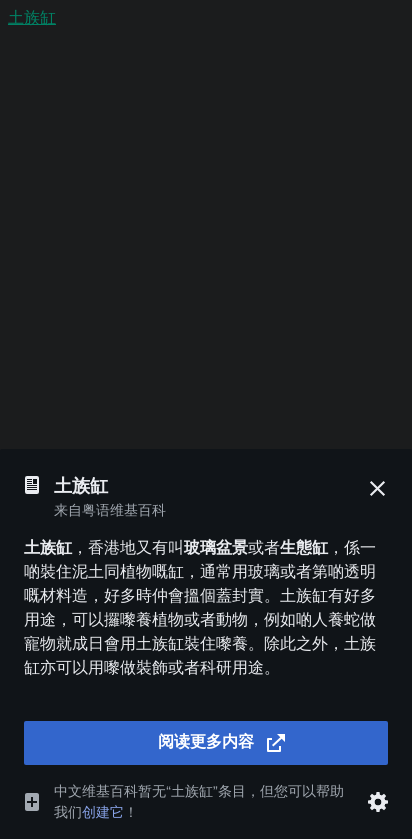 土族缸
土族缸
来自粤语维基百科
土族缸，香港地又有叫玻璃盆景或者生態缸，係一
啲裝住泥土同植物嘅缸，通常用玻璃或者第啲透明
嘅材料造，好多時仲會搵個蓋封實。土族缸有好多
用途，可以攞嚟養植物或者動物，例如啲人養蛇做
寵物就成日會用土族缸裝住嚟養。除此之外，土族
缸亦可以用嚟做裝飾或者科研用途。
阅读更多内容
中文维基百科暂无“土族缸”条目，但您可以帮助
我们创建它！